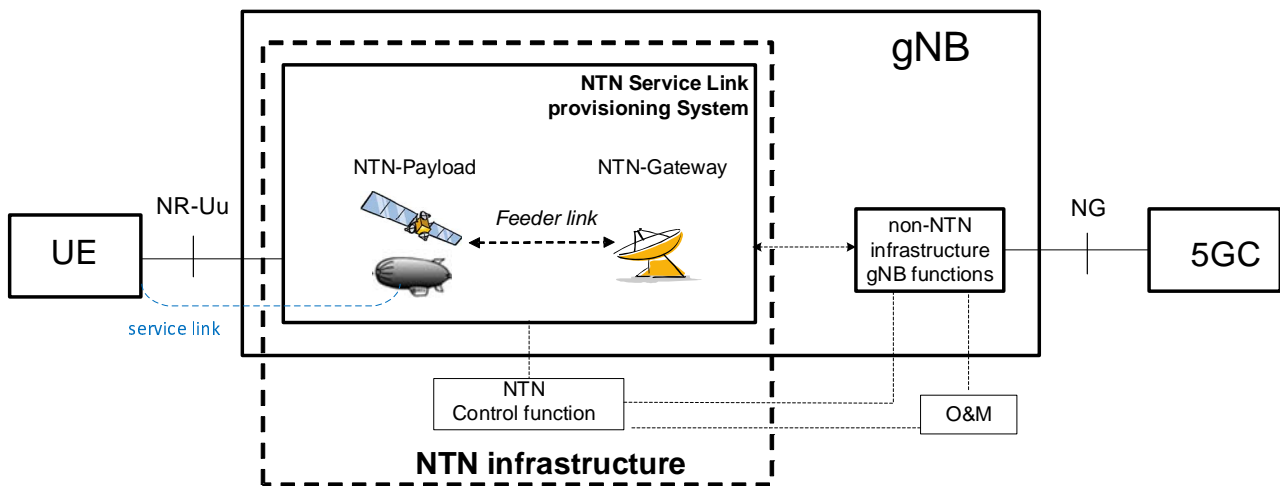 gNB
NTN Service Link
provisioning System
NTN-Payload
NTN-Gateway
Feeder link
NR-Uu
UE
service link
non-NTN
infrastructure
gNB functions
NG
5GC
NTN
Control function
O&M
NTN infrastructure